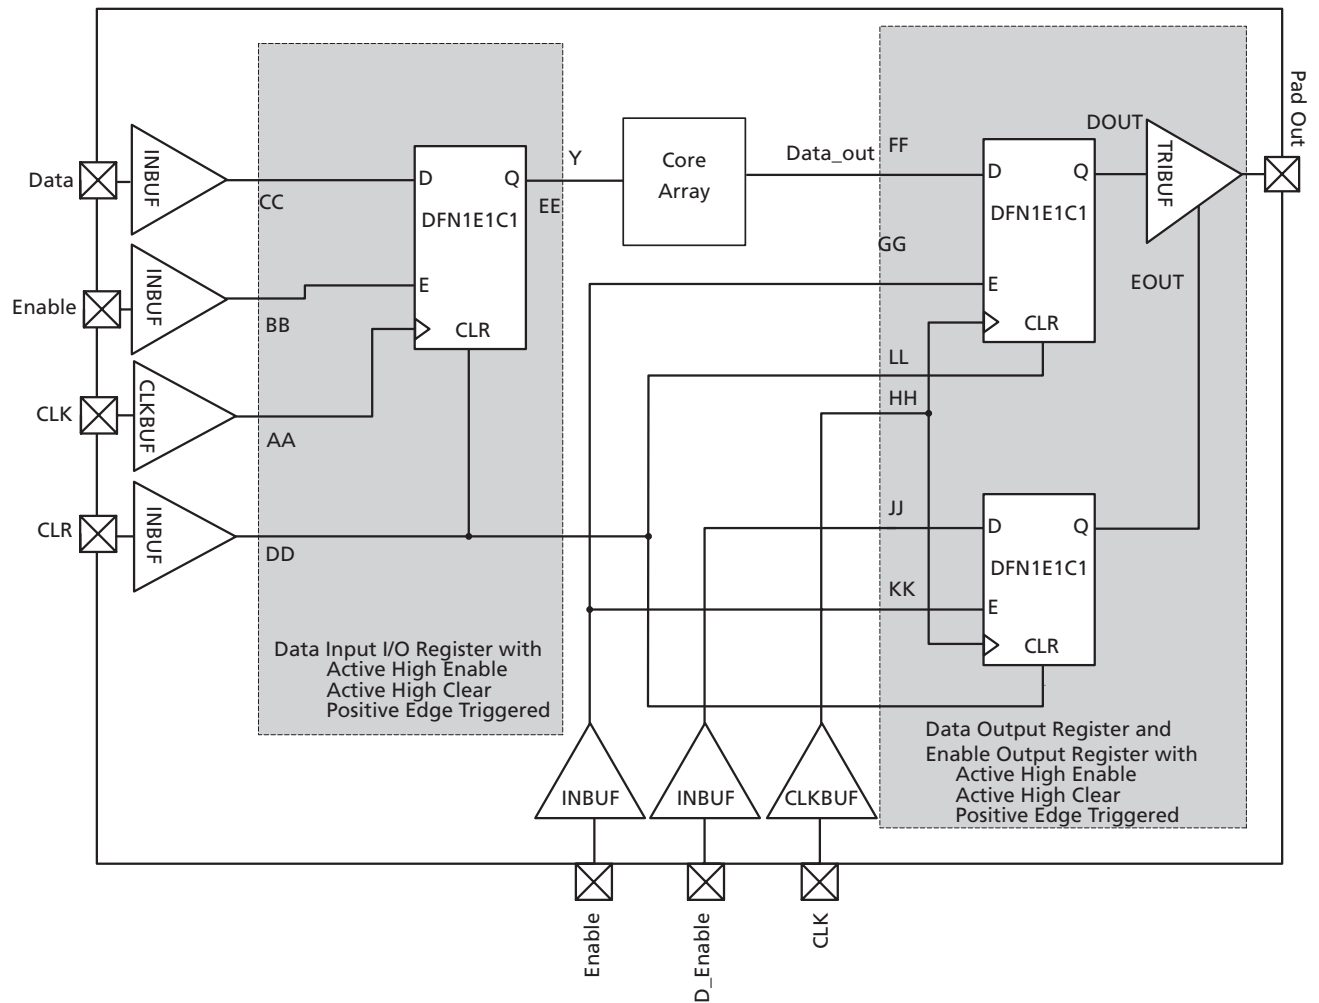 Data
INBUF
CC
Enable
INBUF
BB
CLK
CLKBUF
AA
CLR
INBUF
DD
D
Q
DFN1E1C1
E
CLR
Y
EE
Data Input I/O Register with
Active High Enable
Active High Clear
Positive Edge Triggered
Core
Array
Data_out
FF
GG
LL
HH
JJ
KK
D
Q
DFN1E1C1
E
CLR
DOUT
TRIBUF
EOUT
Pad Out
D
Q
DFN1E1C1
E
CLR
Data Output Register and
Enable Output Register with
Active High Enable
Active High Clear
Positive Edge Triggered
INBUF
INBUF
CLKBUF
Enable
D_Enable
CLK